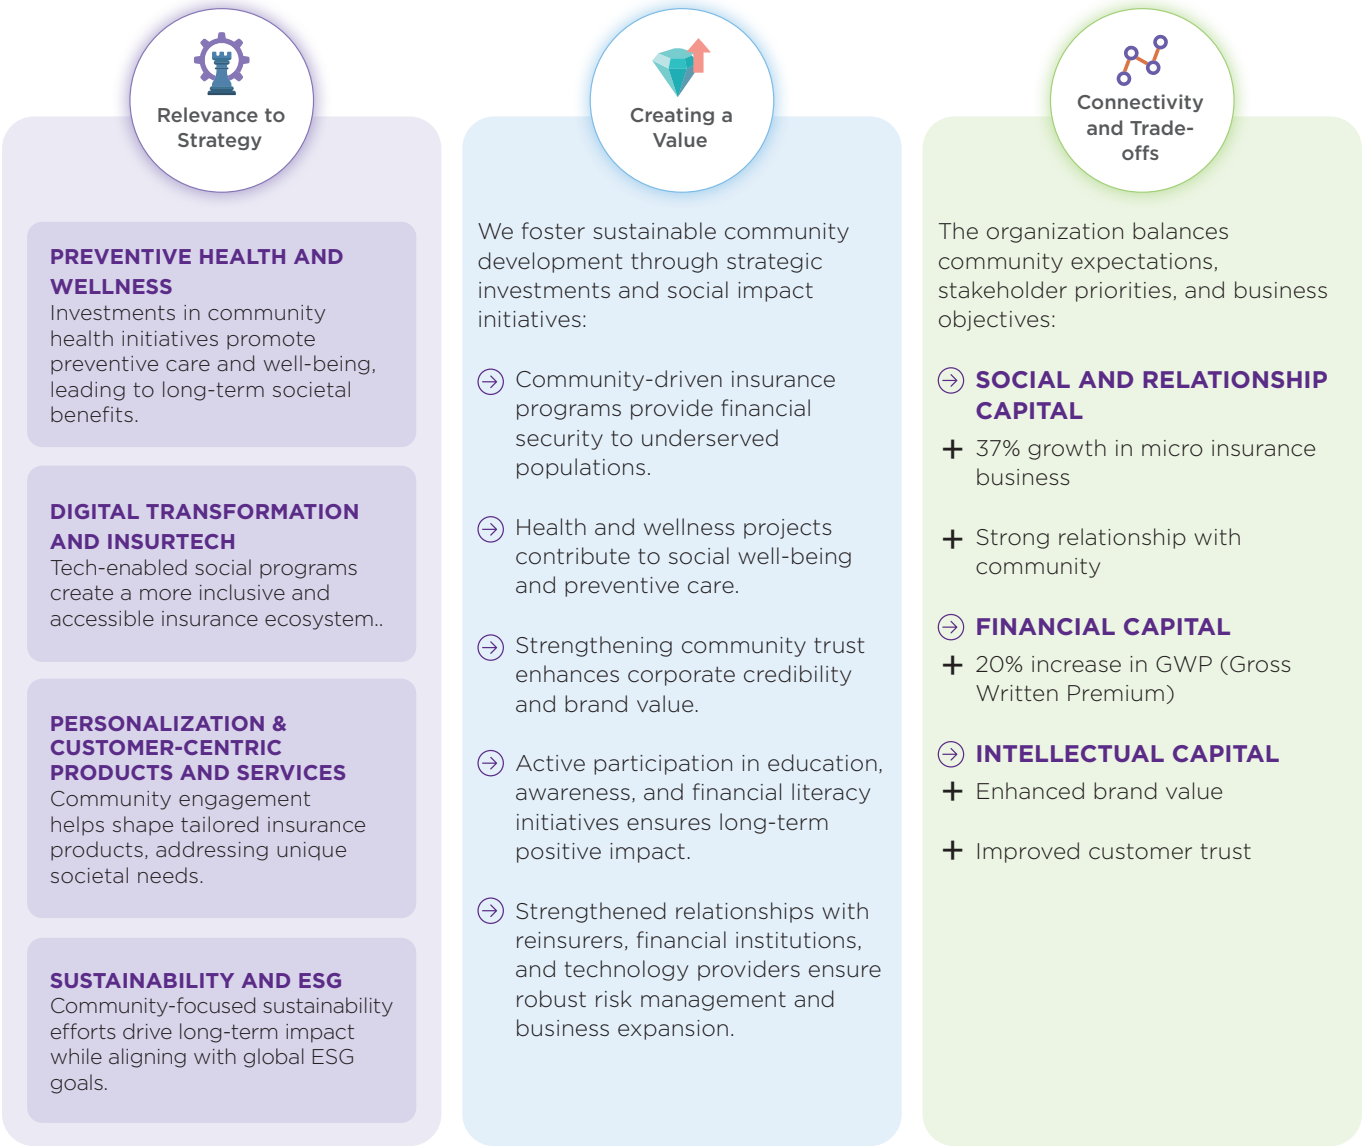 Relevance to
Strategy
PREVENTIVE HEALTH AND
WELLNESS
Investments in community
health initiatives promote
preventive care and well-being,
leading to long-term societal
benefits.
DIGITAL TRANSFORMATION
AND INSURTECH
Tech-enabled social programs
create a more inclusive and
accessible insurance ecosystem..
PERSONALIZATION &
CUSTOMER-CENTRIC
PRODUCTS AND SERVICES
Community engagement
helps shape tailored insurance
products, addressing unique
societal needs.
SUSTAINABILITY AND ESG
Community-focused sustainability
efforts drive long-term impact
while aligning with global ESG
goals.
Creating a
Value
We foster sustainable community
development through strategic
investments and social impact
initiatives:
Community-driven insurance
programs provide financial
security to underserved
populations.
Health and wellness projects
contribute to social well-being
and preventive care.
Strengthening community trust
enhances corporate credibility
and brand value.
Active participation in education,
awareness, and financial literacy
initiatives ensures long-term
positive impact.
Strengthened relationships with
reinsurers, financial institutions,
and technology providers ensure
robust risk management and
business expansion.
Connectivity
and Trade-
offs
The organization balances
community expectations,
stakeholder priorities, and business
objectives:
SOCIAL AND RELATIONSHIP
CAPITAL
+ 37% growth in micro insurance
business
+ Strong relationship with
community
FINANCIAL CAPITAL
+ 20% increase in GWP (Gross
Written Premium)
INTELLECTUAL CAPITAL
+ Enhanced brand value
+ Improved customer trust